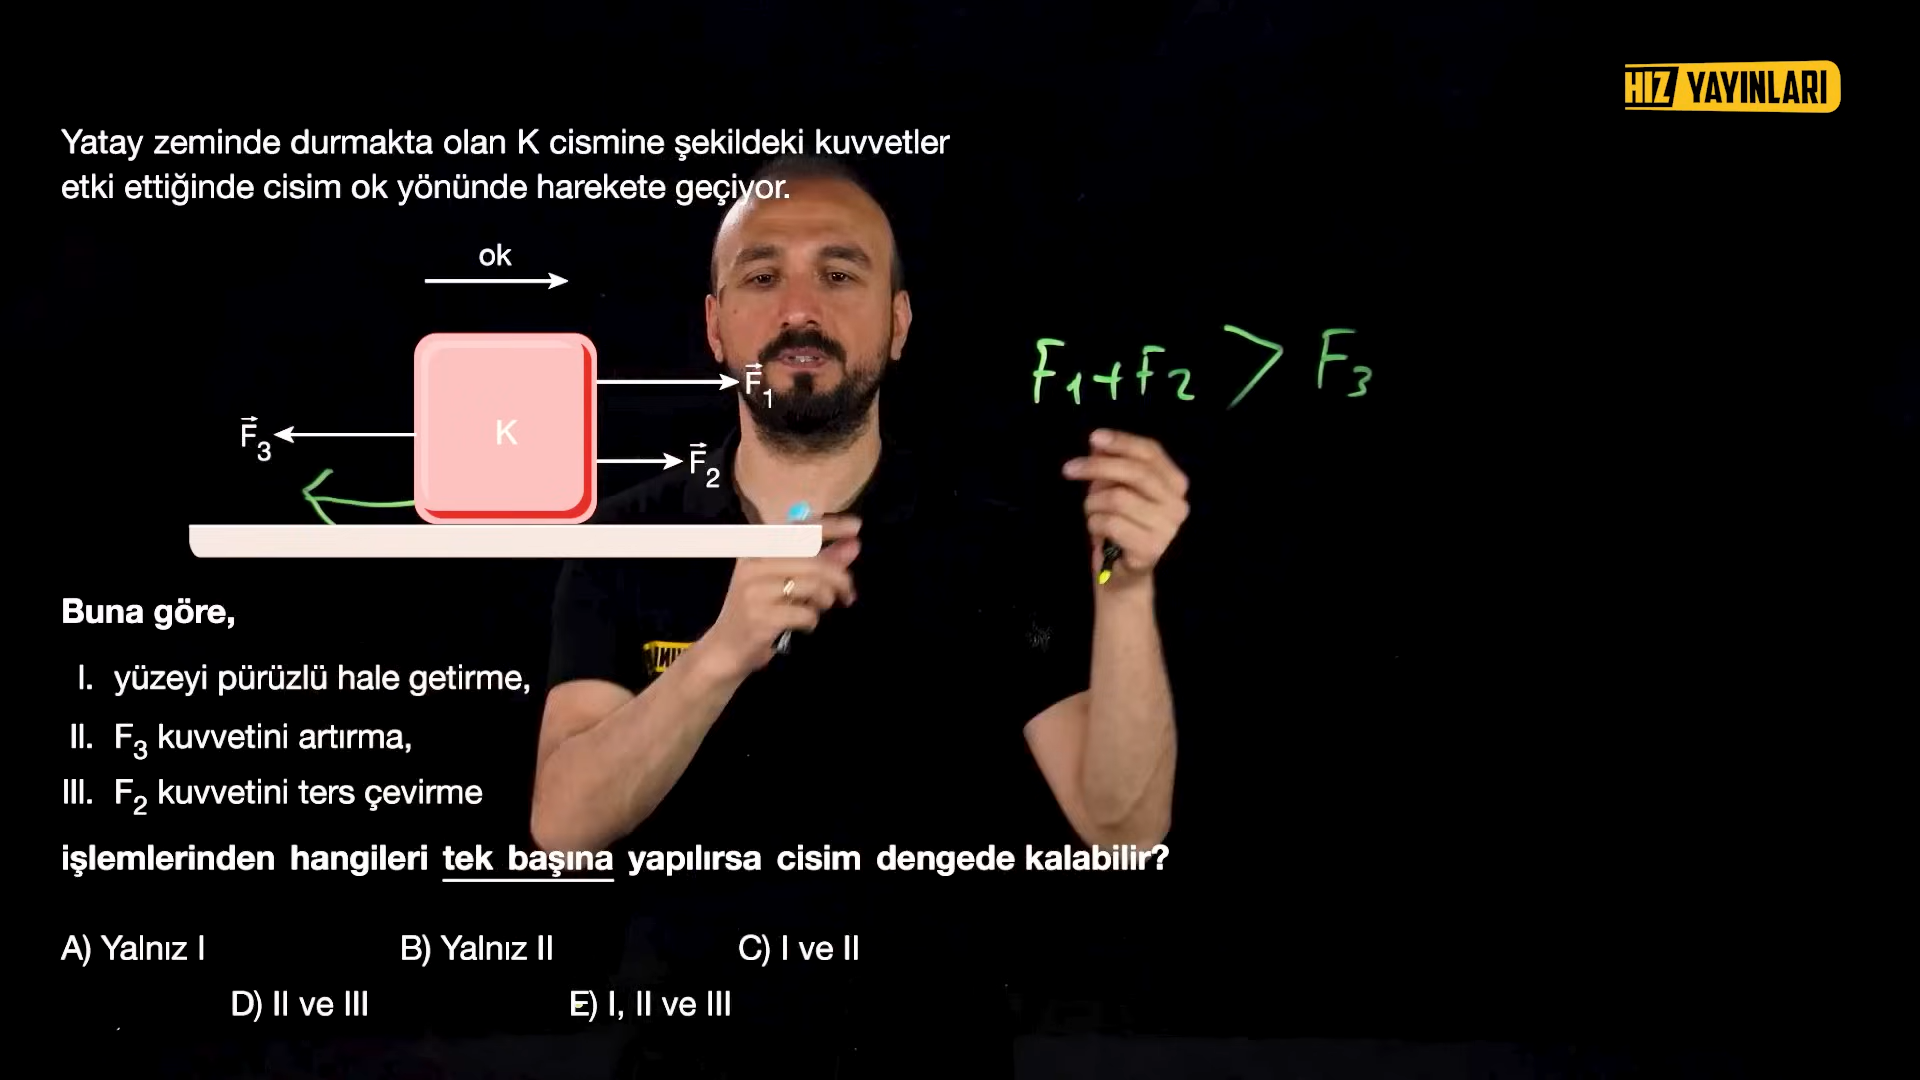 HIZ YAYINLARI
Yatay zeminde durmakta olan K cismine şekildeki kuvvetler
etki ettiğinde cisim ok yönünde harekete geçiyor.
ok
F₁
K
F₃
F₂
F₁+F₂ > F₃
Buna göre,
I. yüzeyi pürüzlü hale getirme,
II. F₃ kuvvetini artırma,
III. F₂ kuvvetini ters çevirme
işlemlerinden hangileri tek başına yapılırsa cisim dengede kalabilir?
A) Yalnız I B) Yalnız II C) I ve II
D) II ve III E) I, II ve III